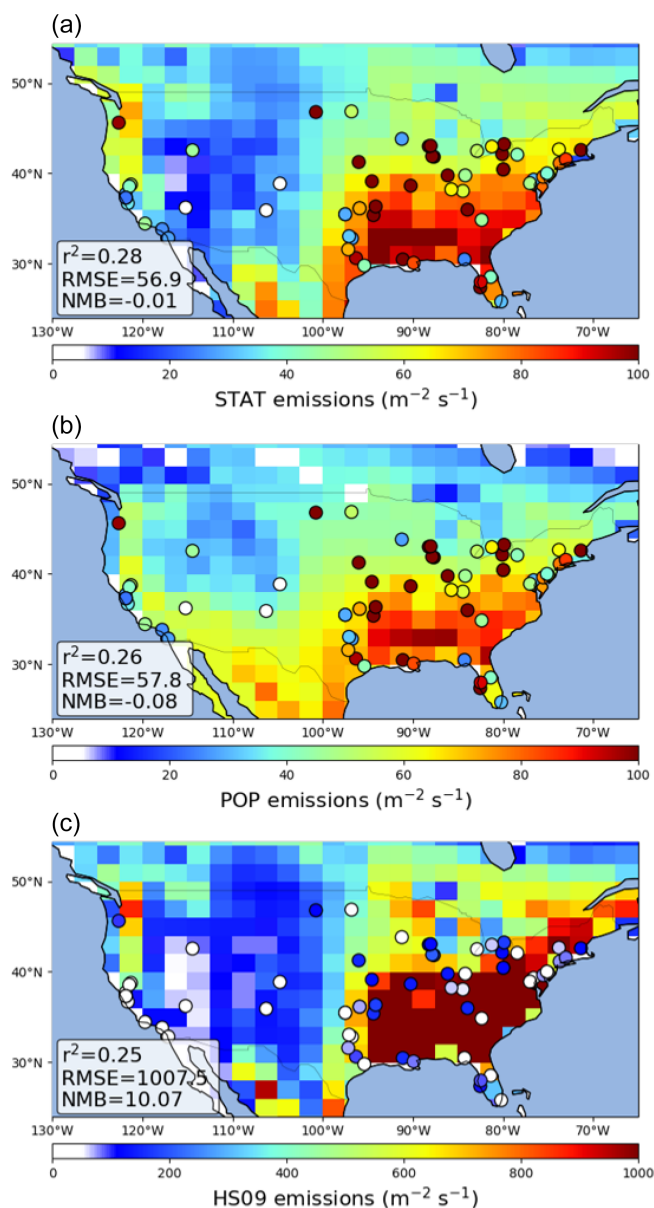 (a)
50°N
40°N
30°N
r²=0.28
RMSE=56.9
NMB=-0.01
130°W 120°W 110°W 100°W 90°W 80°W 70°W
0 20 40 60 80 100
STAT emissions (m⁻² s⁻¹)
(b)
50°N
40°N
30°N
r²=0.26
RMSE=57.8
NMB=-0.08
130°W 120°W 110°W 100°W 90°W 80°W 70°W
0 20 40 60 80 100
POP emissions (m⁻² s⁻¹)
(c)
50°N
40°N
30°N
r²=0.25
RMSE=1007.5
NMB=10.07
130°W 120°W 110°W 100°W 90°W 80°W 70°W
0 200 400 600 800 1000
HS09 emissions (m⁻² s⁻¹)